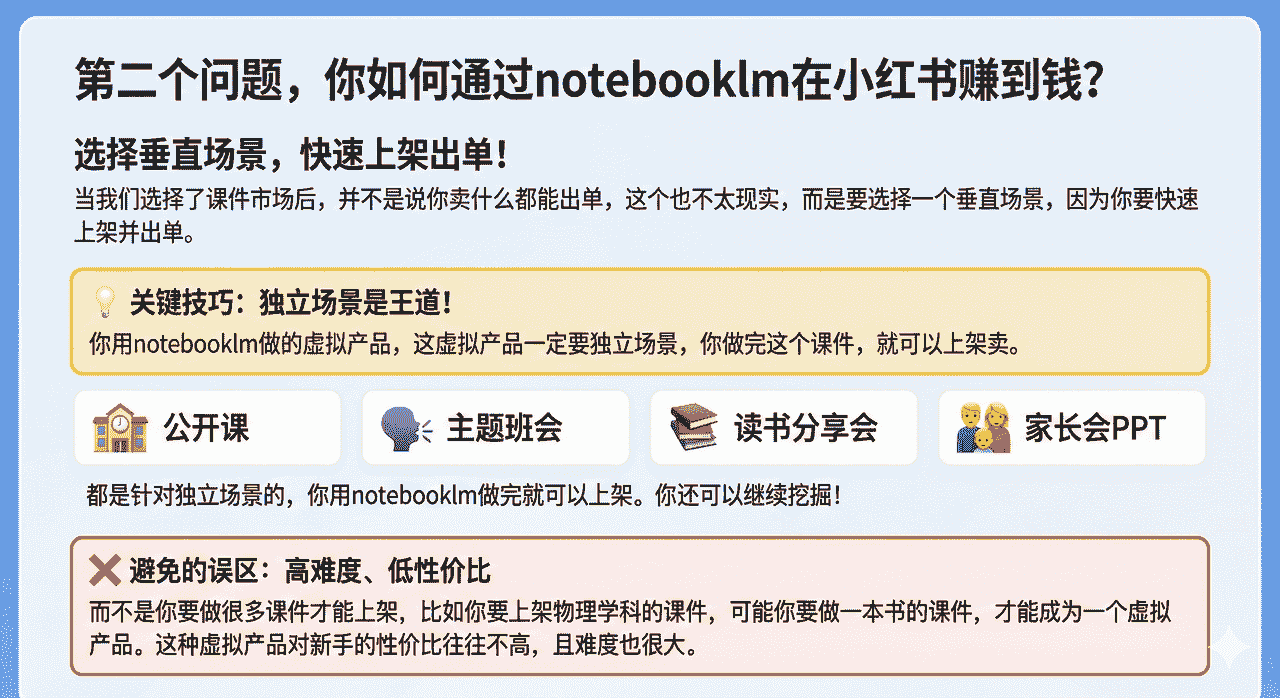 第二个问题，你如何通过notebooklm在小红书赚到钱？
选择垂直场景，快速上架出单！
当我们选择了课件市场后，并不是说你卖什么都能出单，这个也不太现实，而是要选择一个垂直场景，因为你要快速
上架并出单。
关键技巧：独立场景是王道！
你用notebooklm做的虚拟产品，这虚拟产品一定要独立场景，你做完这个课件，就可以上架卖。
公开课
主题班会
读书分享会
家长会PPT
都是针对独立场景的，你用notebooklm做完就可以上架。你还可以继续挖掘！
避免的误区：高难度、低性价比
而不是你要做很多课件才能上架，比如你要上架物理学科的课件，可能你要做一本书的课件，才能成为一个虚拟
产品。这种虚拟产品对新手的性价比往往不高，且难度也很大。